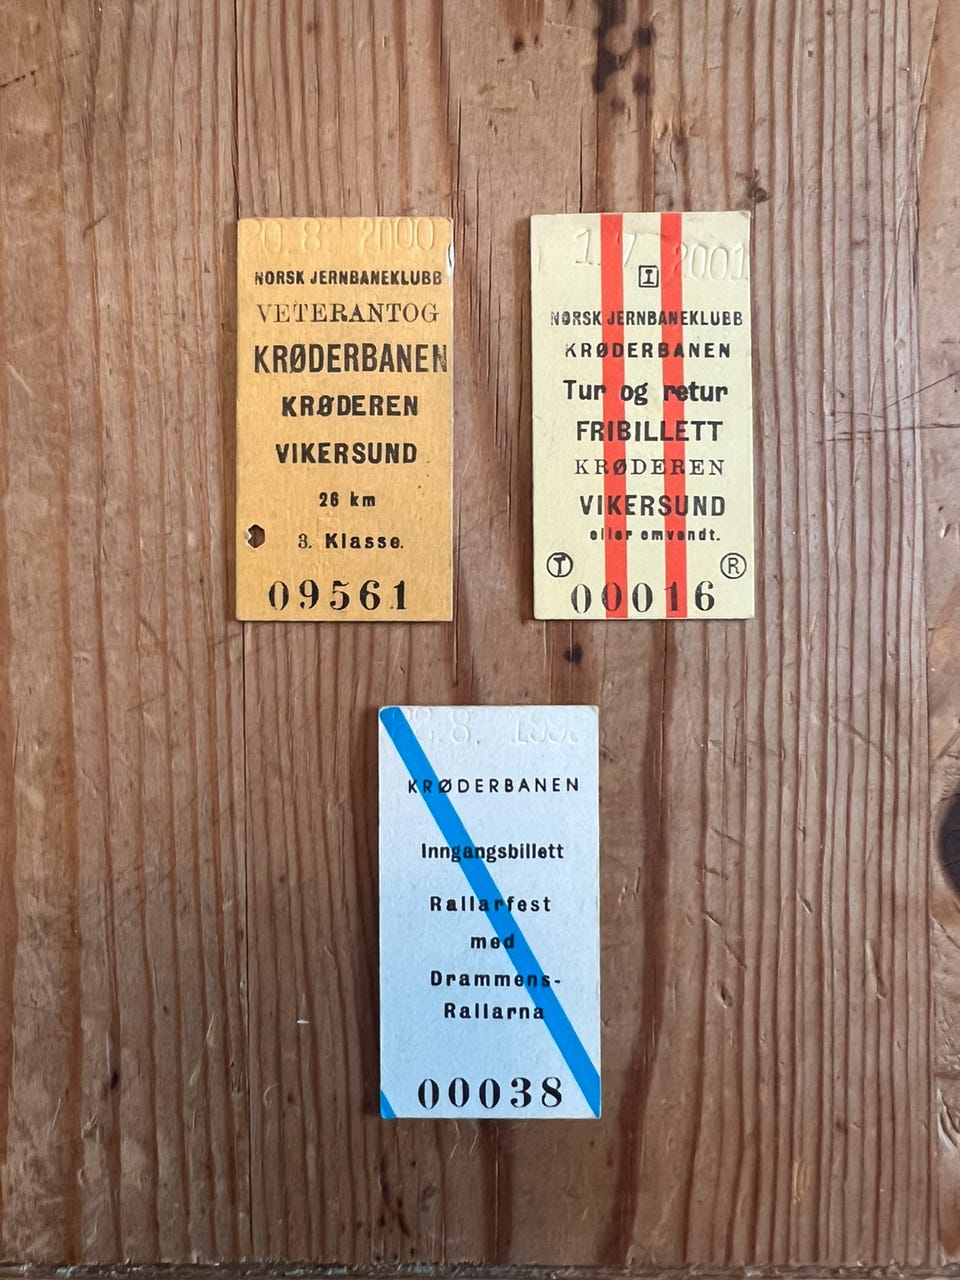 20.8. 2000
NORSK JERNBANEKLUBB
VETERANTOG
KRØDERBANEN
KRØDEREN
VIKERSUND
26 km
3. Klasse.
09561
1.7 2001
I
NORSK JERNBANEKLUBB
KRØDERBANEN
Tur og retur
FRIBILLETT
KRØDEREN
VIKERSUND
eller omvendt.
T R
00016
8.
KRØDERBANEN
Inngangsbillett
Rallarfest
med
Drammens-
Rallarna
00038